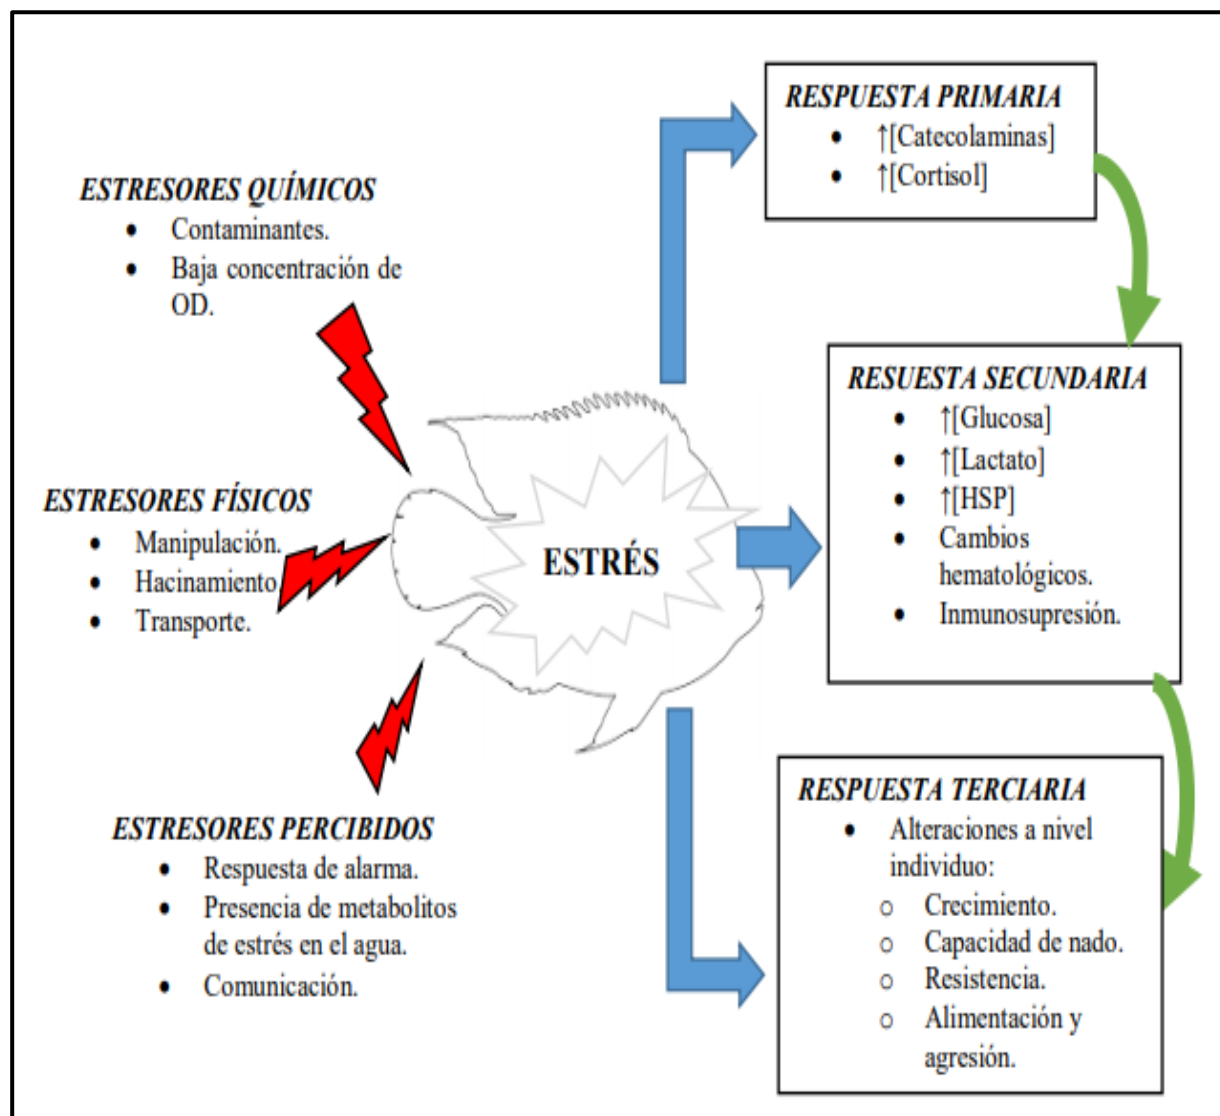 ESTRESORES QUÍMICOS
• Contaminantes.
• Baja concentración de
OD.
ESTRESORES FÍSICOS
• Manipulación.
• Hacinamiento.
• Transporte.
ESTRESORES PERCIBIDOS
• Respuesta de alarma.
• Presencia de metabolitos
de estrés en el agua.
• Comunicación.
ESTRÉS
RESPUESTA PRIMARIA
• ↑[Catecolaminas]
• ↑[Cortisol]
RESUESTA SECUNDARIA
• ↑[Glucosa]
• ↑[Lactato]
• ↑[HSP]
• Cambios
hematológicos.
• Inmunosupresión.
RESPUESTA TERCIARIA
• Alteraciones a nivel
individuo:
o Crecimiento.
o Capacidad de nado.
o Resistencia.
o Alimentación y
agresión.